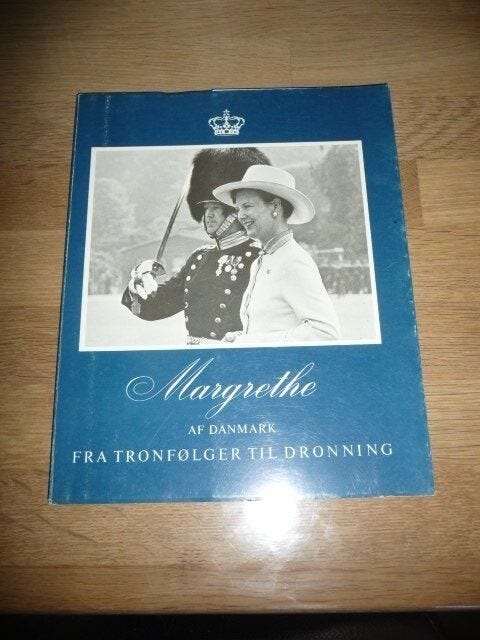 Margrethe
AF DANMARK
FRA TRONFØLGER TIL DRONNING